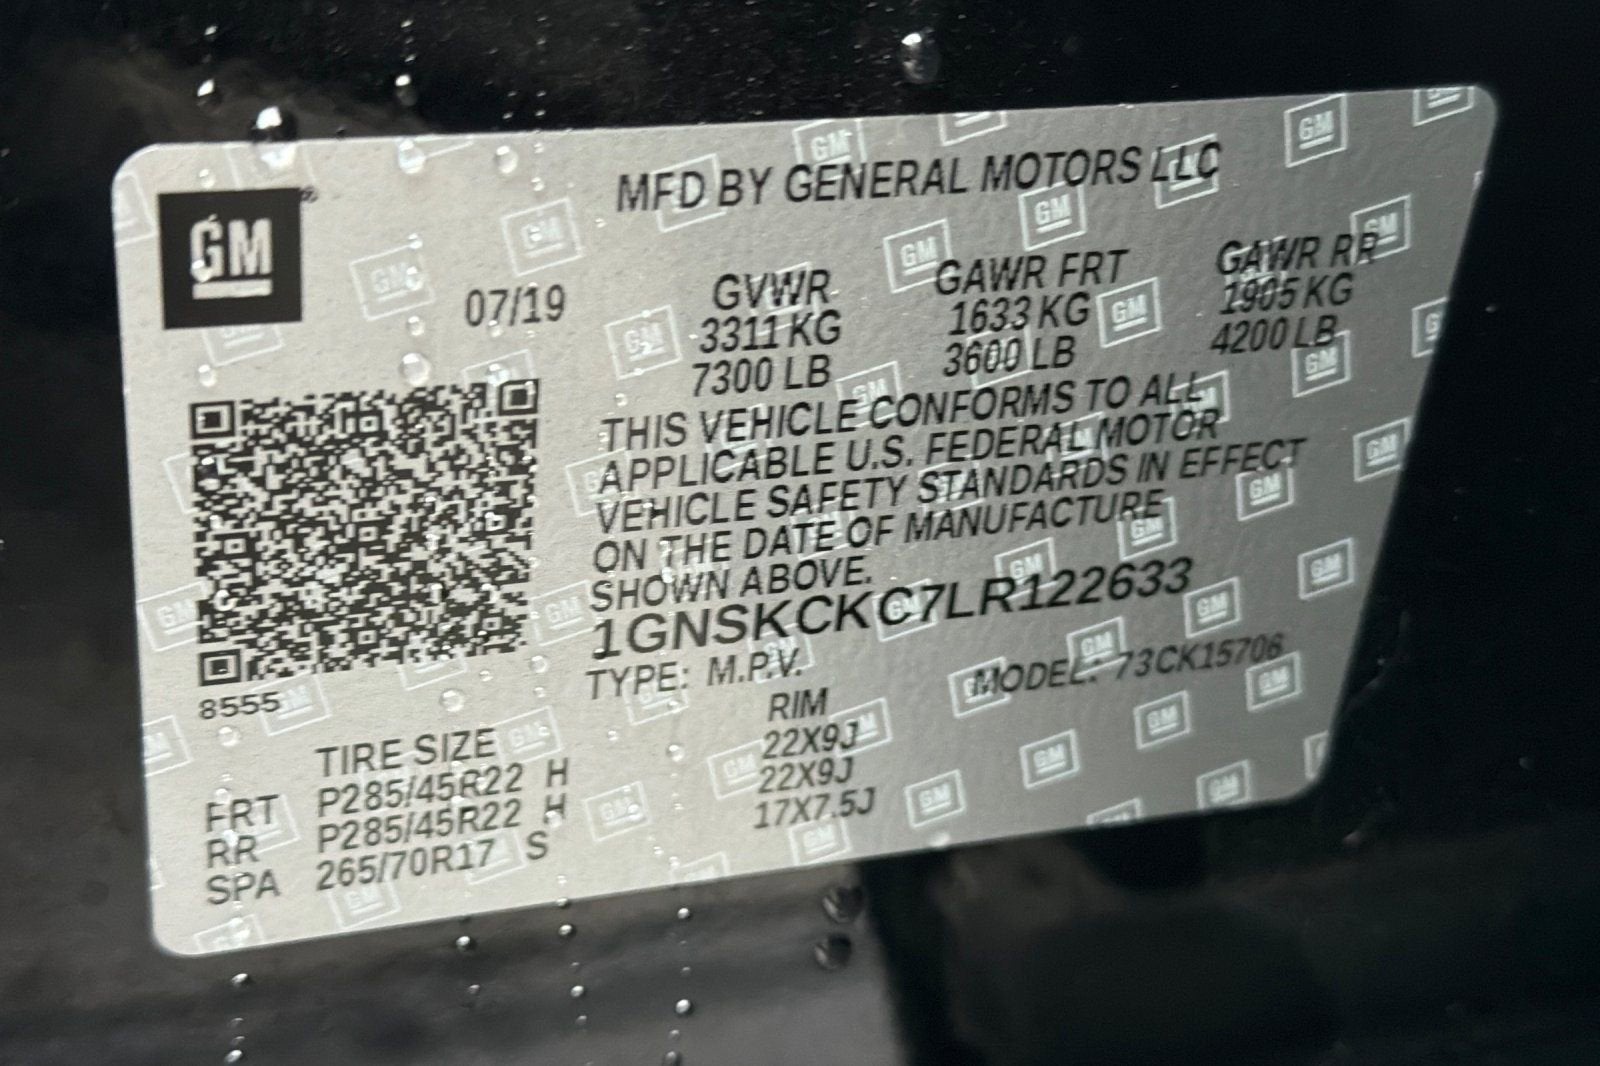 GM
MFD BY GENERAL MOTORS LLC
07/19
GVWR GAWR FRT GAWR RR
3311 KG 1633 KG 1905 KG
7300 LB 3600 LB 4200 LB
THIS VEHICLE CONFORMS TO ALL
APPLICABLE U.S. FEDERAL MOTOR
VEHICLE SAFETY STANDARDS IN EFFECT
ON THE DATE OF MANUFACTURE
SHOWN ABOVE.
1GNSKCKC7LR122633
TYPE: M.P.V. MODEL: 73CK15706
8555
TIRE SIZE RIM
FRT P285/45R22 H 22X9J
RR P285/45R22 H 22X9J
SPA 265/70R17 S 17X7.5J